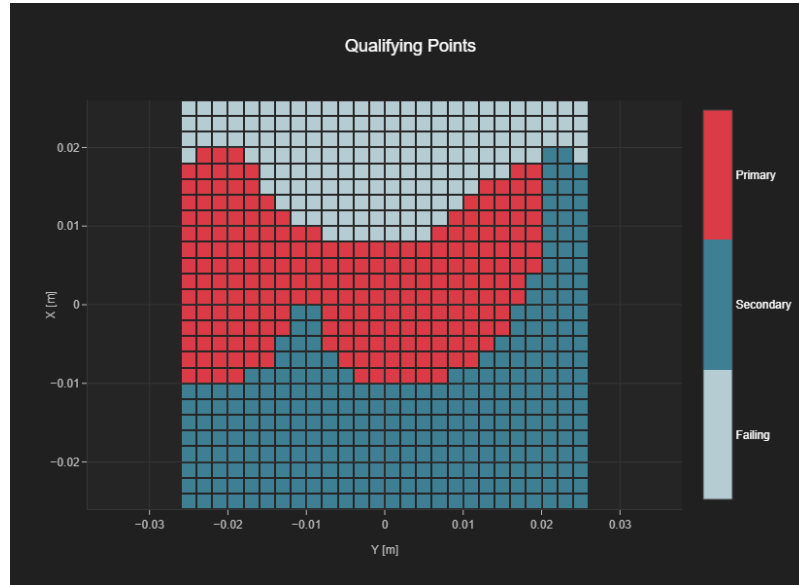 Qualifying Points
0.02
0.01
0
−0.01
−0.02
X [m]
−0.03
−0.02
−0.01
0
0.01
0.02
0.03
Y [m]
Primary
Secondary
Failing